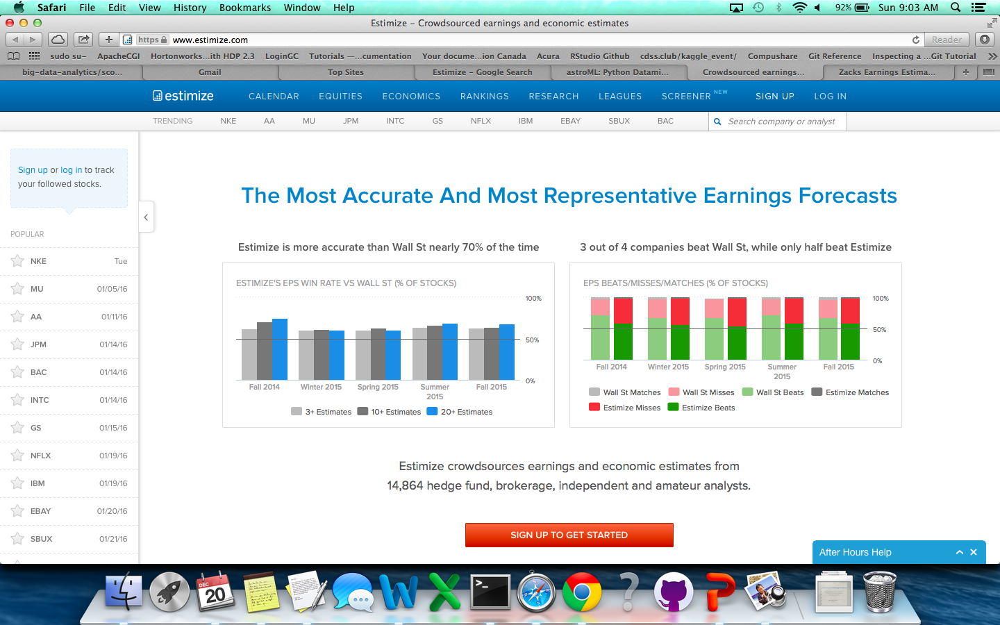 Safari File Edit View History Bookmarks Window Help 92% Sun 9:03 AM
Estimize – Crowdsourced earnings and economic estimates
https www.estimize.com Reader
sudo su- ApacheCGI Hortonworks...ith HDP 2.3 LoginGC Tutorials —...cumentation Your docume...ion Canada Acura RStudio Github cdss.club/kaggle_event/ Compushare Git Reference Inspecting a ...Git Tutorial
big-data-analytics/sco... Gmail Top Sites Estimize – Google Search astroML: Python Datami... Crowdsourced earnings... Zacks Earnings Estima...
estimize CALENDAR EQUITIES ECONOMICS RANKINGS RESEARCH LEAGUES SCREENER NEW SIGN UP LOG IN
TRENDING NKE AA MU JPM INTC GS NFLX IBM EBAY SBUX BAC Search company or analyst
Sign up or log in to track
your followed stocks.
POPULAR
NKE Tue
MU 01/05/16
AA 01/11/16
JPM 01/14/16
BAC 01/14/16
INTC 01/14/16
GS 01/15/16
NFLX 01/19/16
IBM 01/19/16
EBAY 01/20/16
SBUX 01/21/16
The Most Accurate And Most Representative Earnings Forecasts
Estimize is more accurate than Wall St nearly 70% of the time
ESTIMIZE'S EPS WIN RATE VS WALL ST (% OF STOCKS)
100%
50%
0%
Fall 2014 Winter 2015 Spring 2015 Summer 2015 Fall 2015
3+ Estimates 10+ Estimates 20+ Estimates
3 out of 4 companies beat Wall St, while only half beat Estimize
EPS BEATS/MISSES/MATCHES (% OF STOCKS)
100%
50%
0%
Fall 2014 Winter 2015 Spring 2015 Summer 2015 Fall 2015
Wall St Matches Wall St Misses Wall St Beats Estimize Matches
Estimize Misses Estimize Beats
Estimize crowdsources earnings and economic estimates from
14,864 hedge fund, brokerage, independent and amateur analysts.
SIGN UP TO GET STARTED
After Hours Help
DÉC
20